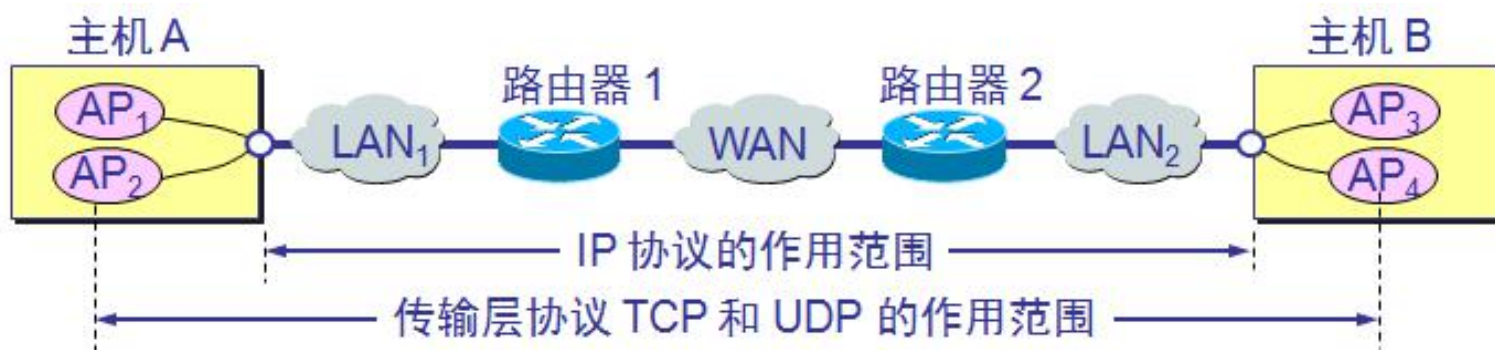 主机 A
主机 B
路由器 1
路由器 2
AP₁
AP₂
LAN₁
WAN
LAN₂
AP₃
AP₄
IP 协议的作用范围
传输层协议 TCP 和 UDP 的作用范围